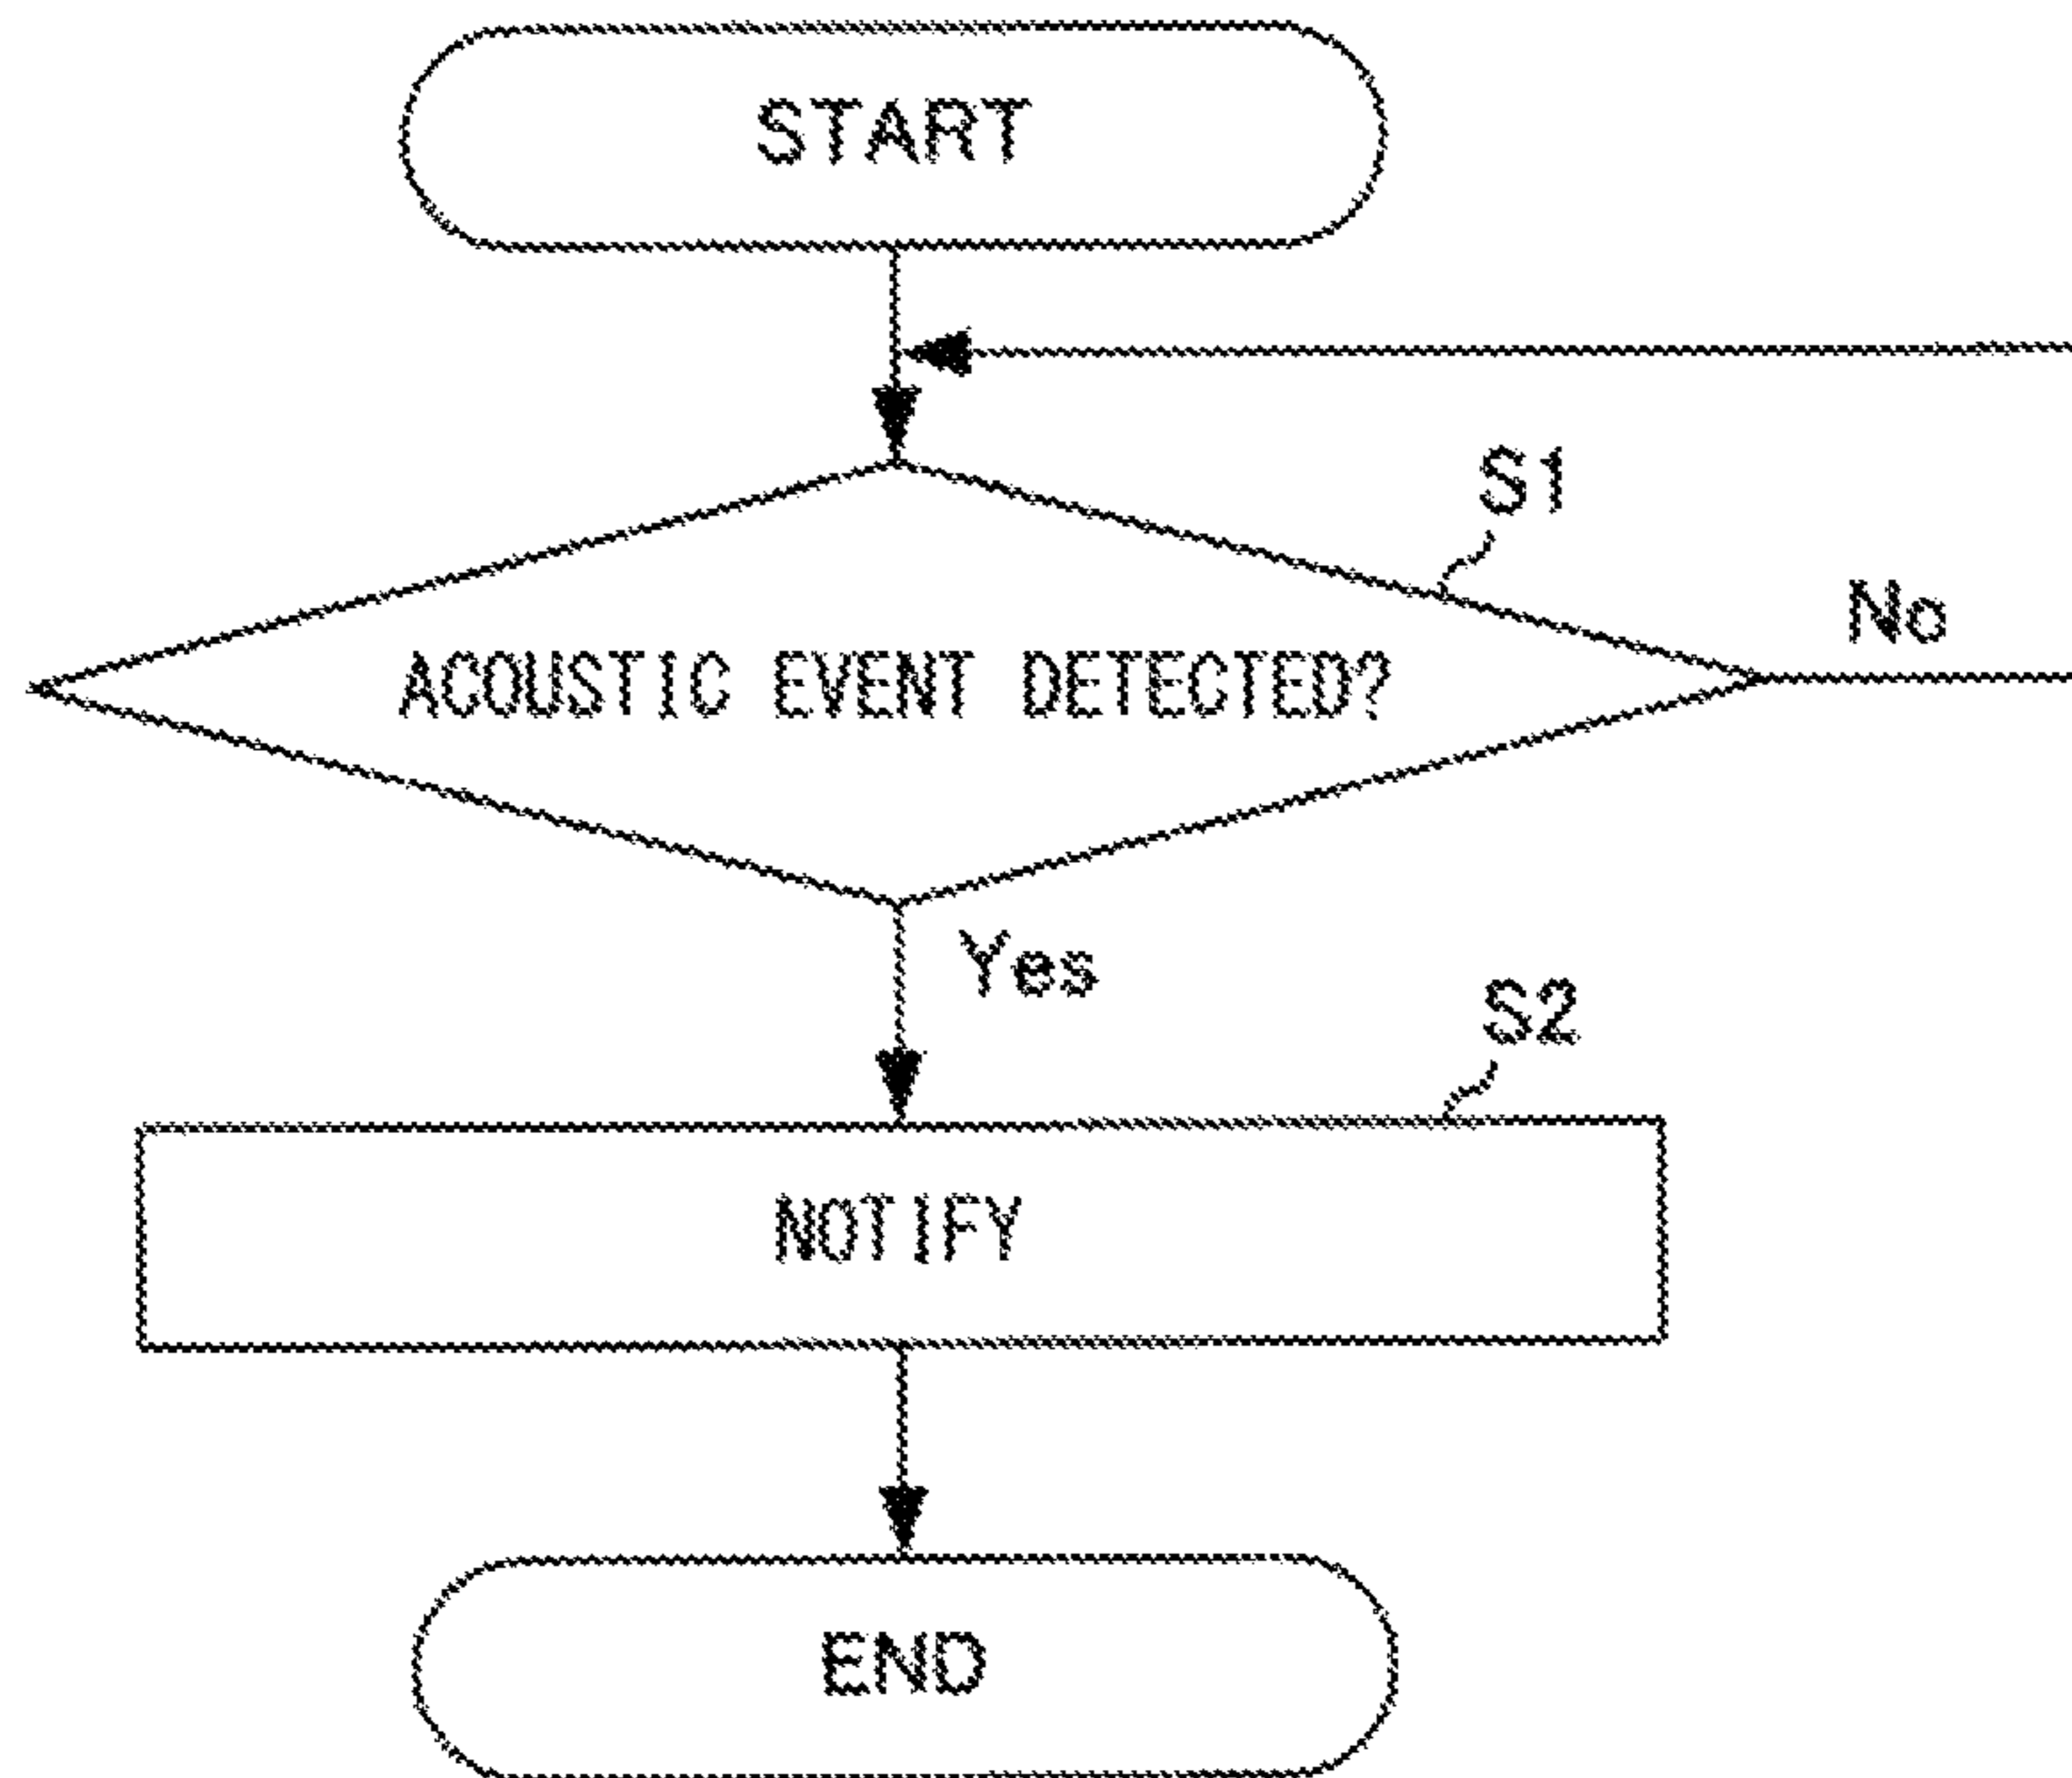 START
S1
No
ACOUSTIC EVENT DETECTED?
Yes
S2
NOTIFY
END